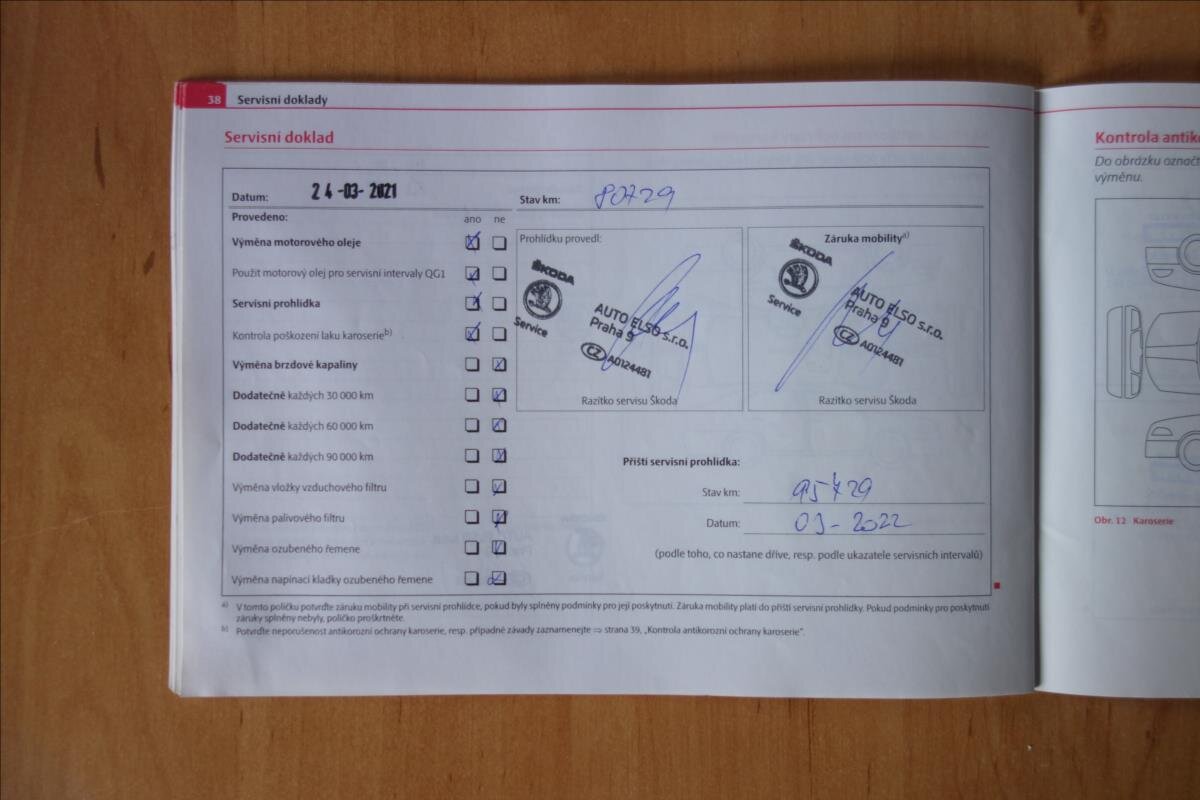 38 Servisní doklady
Servisní doklad
Datum: 24-03-2021
Stav km: 80729
Provedeno: ano ne
Výměna motorového oleje
Použit motorový olej pro servisní intervaly QG1
Servisní prohlídka
Kontrola poškození laku karoserie b)
Výměna brzdové kapaliny
Dodatečně každých 30 000 km
Dodatečně každých 60 000 km
Dodatečně každých 90 000 km
Výměna vložky vzduchového filtru
Výměna palivového filtru
Výměna ozubeného řemene
Výměna napínací kladky ozubeného řemene
Prohlídku provedl:
ŠKODA
Service
AUTO ELSO s.r.o.
Praha 9
CZ A0124481
Razítko servisu Škoda
Záruka mobility a)
ŠKODA
Service
AUTO ELSO s.r.o.
Praha 9
CZ A0124481
Razítko servisu Škoda
Příští servisní prohlídka:
Stav km: 95729
Datum: 03-2022
(podle toho, co nastane dříve, resp. podle ukazatele servisních intervalů)
a) V tomto políčku potvrďte záruku mobility při servisní prohlídce, pokud byly splněny podmínky pro její poskytnutí. Záruka mobility platí do příští servisní prohlídky. Pokud podmínky pro poskytnutí
záruky splněny nebyly, políčko proškrtněte.
b) Potvrďte neporušenost antikorozní ochrany karoserie, resp. případné závady zaznamenejte ⇒ strana 39, „Kontrola antikorozní ochrany karoserie".
Kontrola antiko
Do obrázku označt
výměnu.
Obr. 12 Karoserie